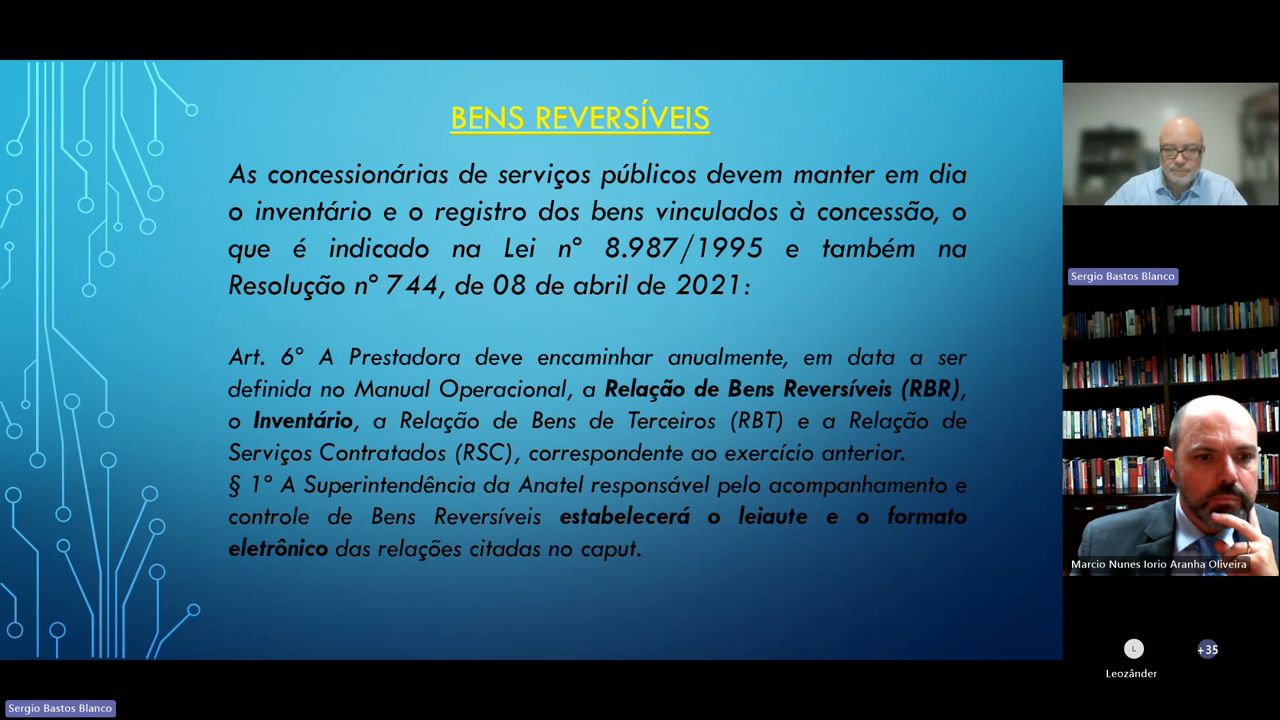 BENS REVERSÍVEIS
As concessionárias de serviços públicos devem manter em dia
o inventário e o registro dos bens vinculados à concessão, o
que é indicado na Lei nº 8.987/1995 e também na
Resolução nº 744, de 08 de abril de 2021:
Art. 6º A Prestadora deve encaminhar anualmente, em data a ser
definida no Manual Operacional, a Relação de Bens Reversíveis (RBR),
o Inventário, a Relação de Bens de Terceiros (RBT) e a Relação de
Serviços Contratados (RSC), correspondente ao exercício anterior.
§ 1º A Superintendência da Anatel responsável pelo acompanhamento e
controle de Bens Reversíveis estabelecerá o leiaute e o formato
eletrônico das relações citadas no caput.
Sergio Bastos Blanco
Marcio Nunes Iorio Aranha Oliveira
L
+35
Leozânder
Sergio Bastos Blanco